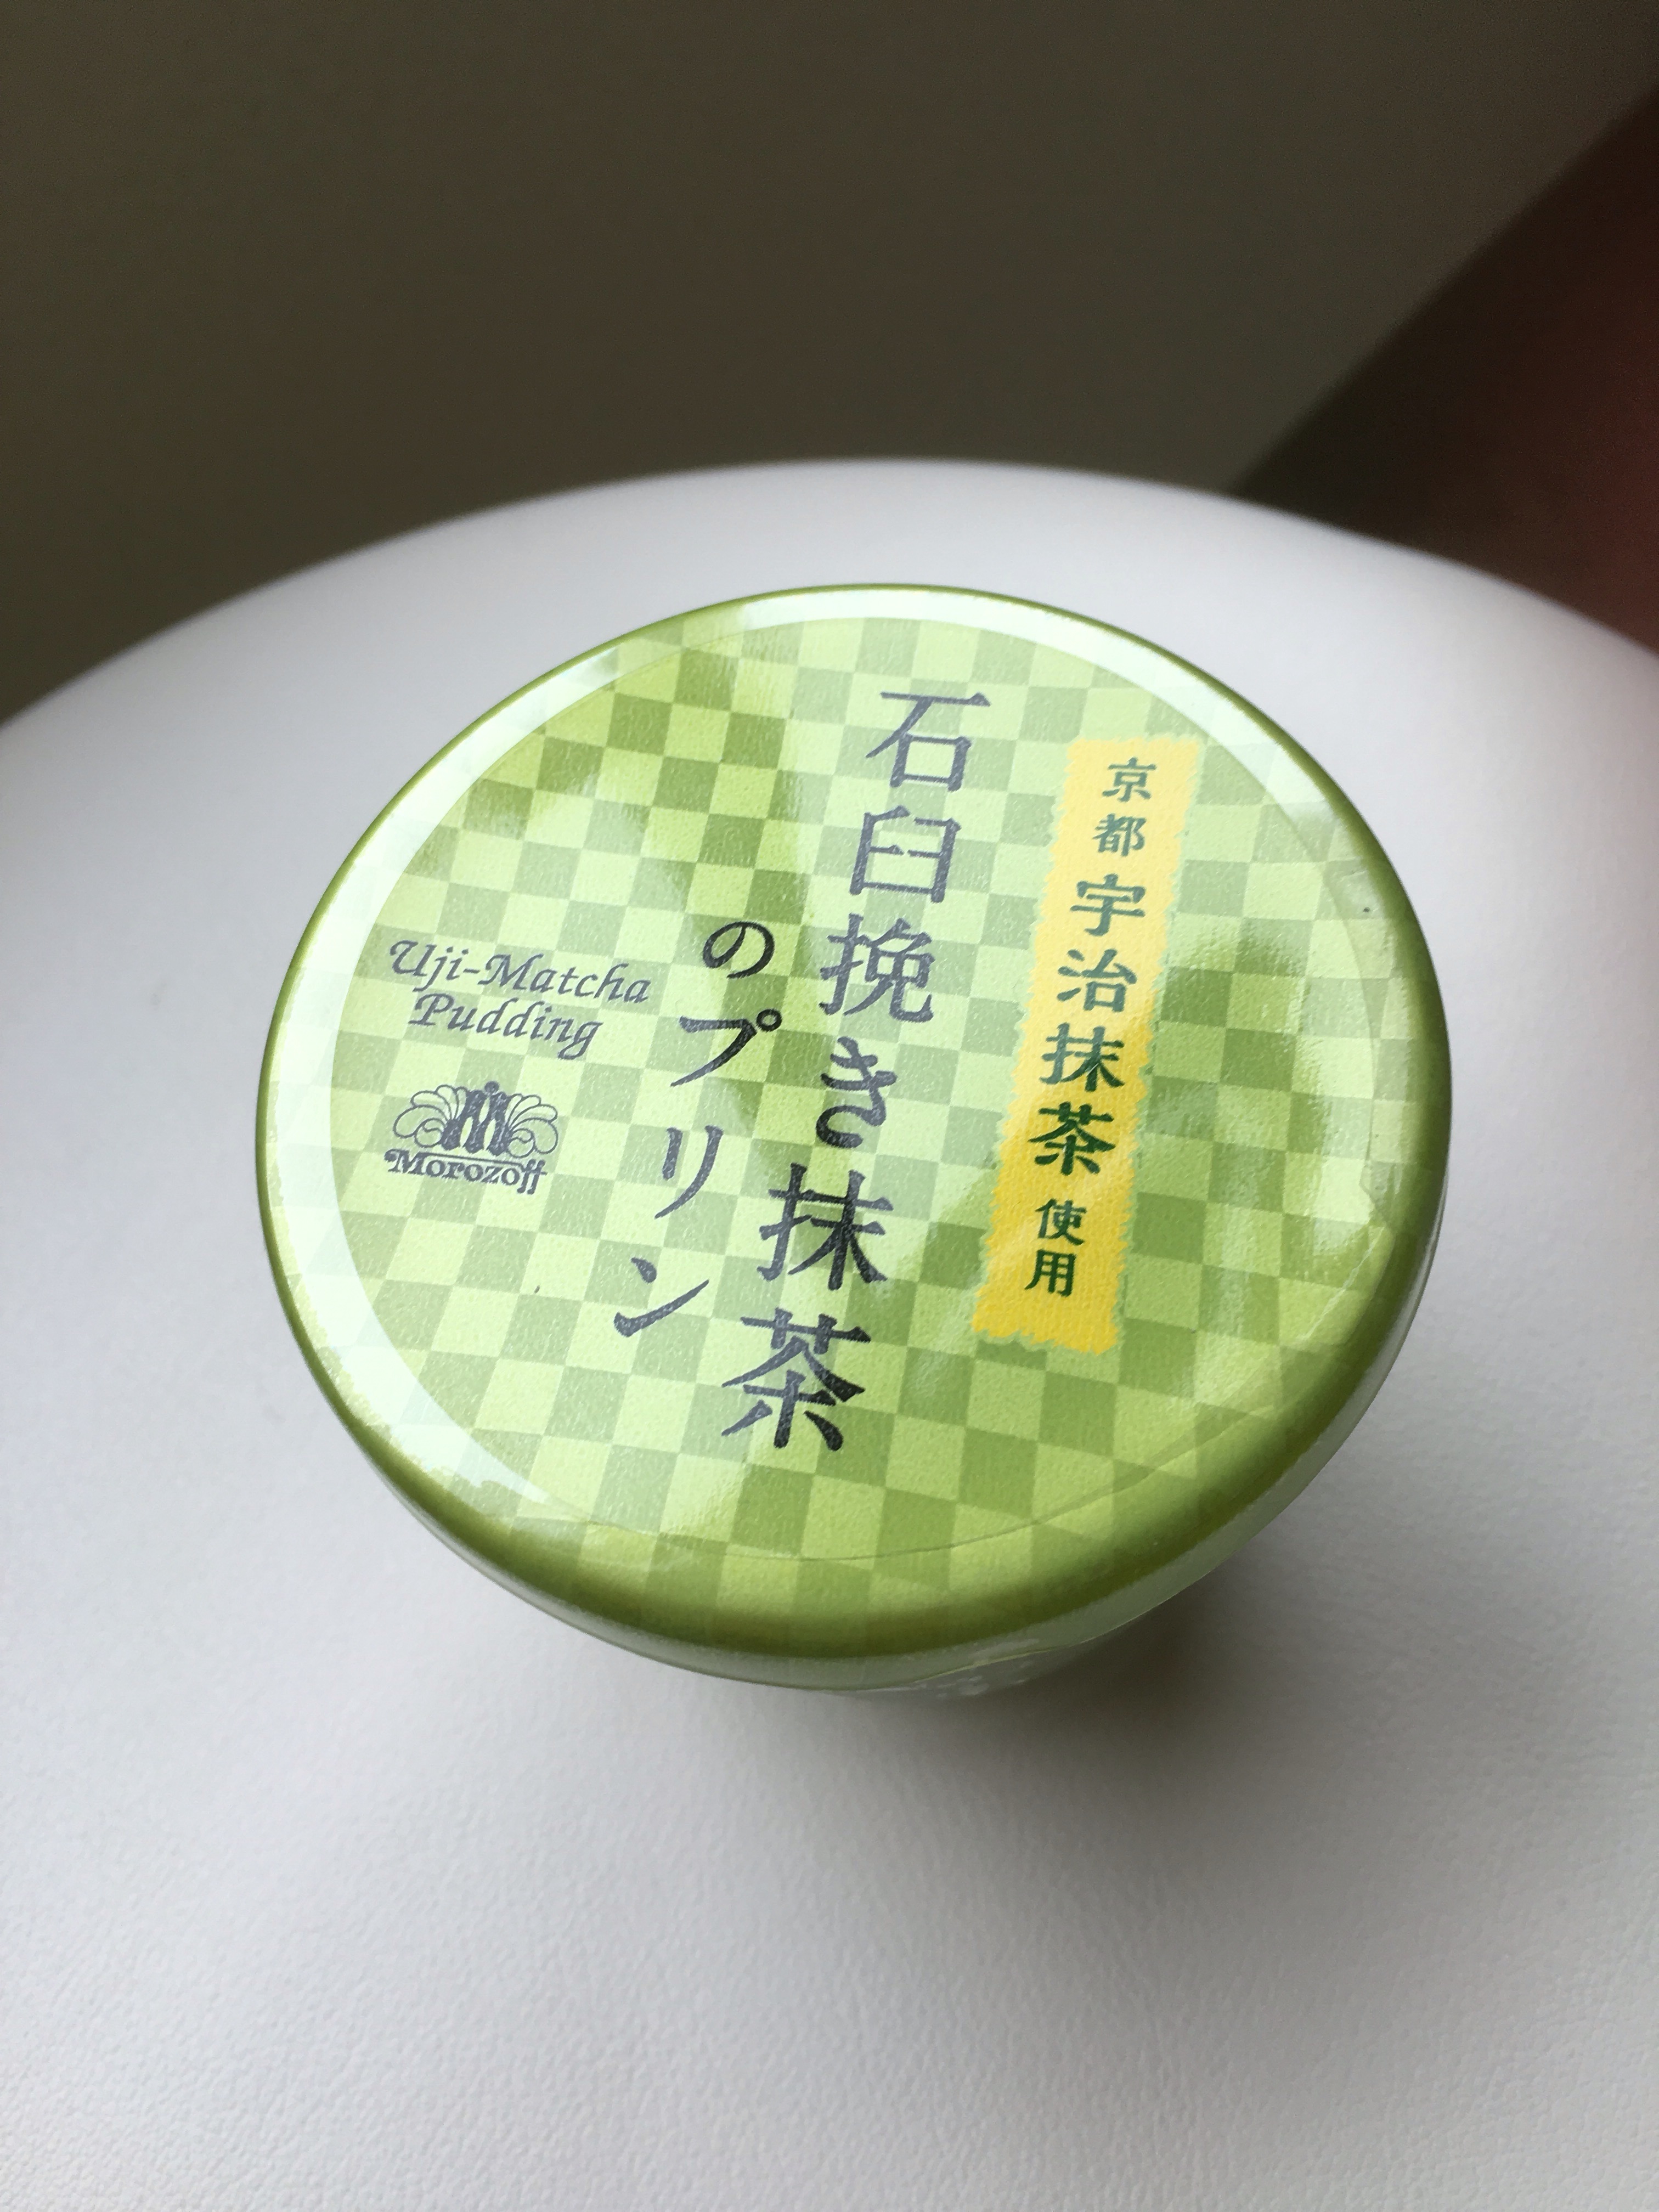 京都宇治抹茶使用
石臼挽き抹茶
のプリン
Uji-Matcha
Pudding
Morozoff